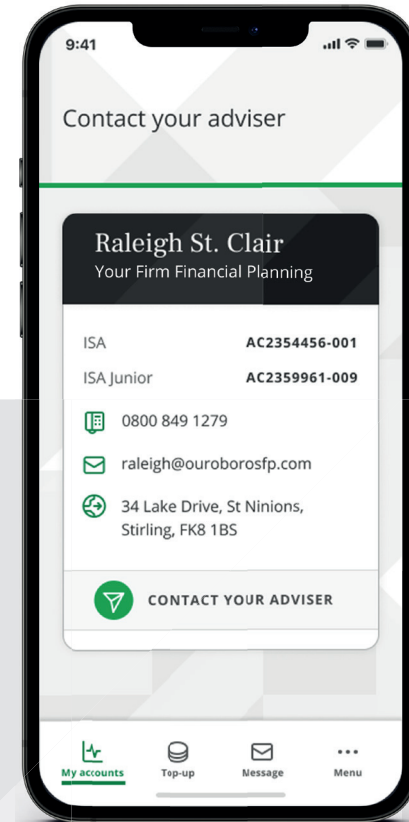 9:41
Contact your adviser
Raleigh St. Clair
Your Firm Financial Planning
ISA AC2354456-001
ISA Junior AC2359961-009
0800 849 1279
raleigh@ouroborosfp.com
34 Lake Drive, St Ninions,
Stirling, FK8 1BS
CONTACT YOUR ADVISER
My accounts Top-up Message Menu